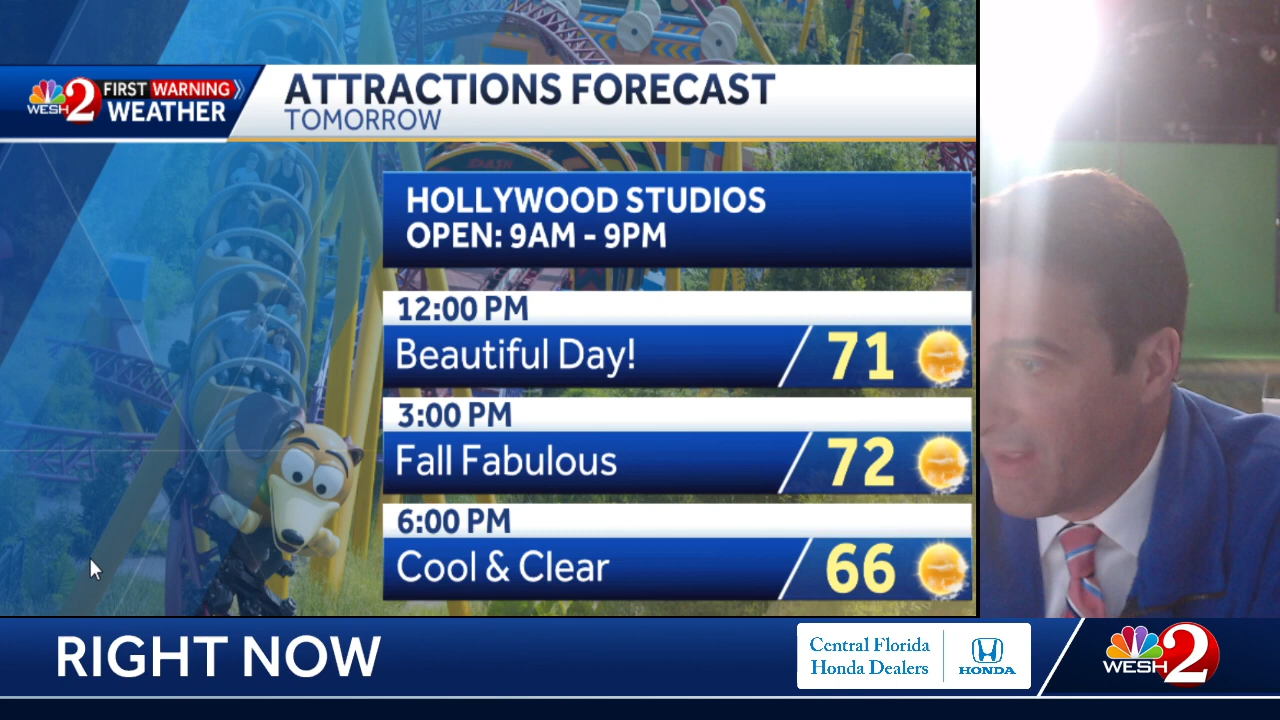 WESH 2 FIRST WARNING
WEATHER
ATTRACTIONS FORECAST
TOMORROW
HOLLYWOOD STUDIOS
OPEN: 9AM - 9PM
12:00 PM
Beautiful Day! 71
3:00 PM
Fall Fabulous 72
6:00 PM
Cool & Clear 66
RIGHT NOW
Central Florida
Honda Dealers
HONDA
WESH 2